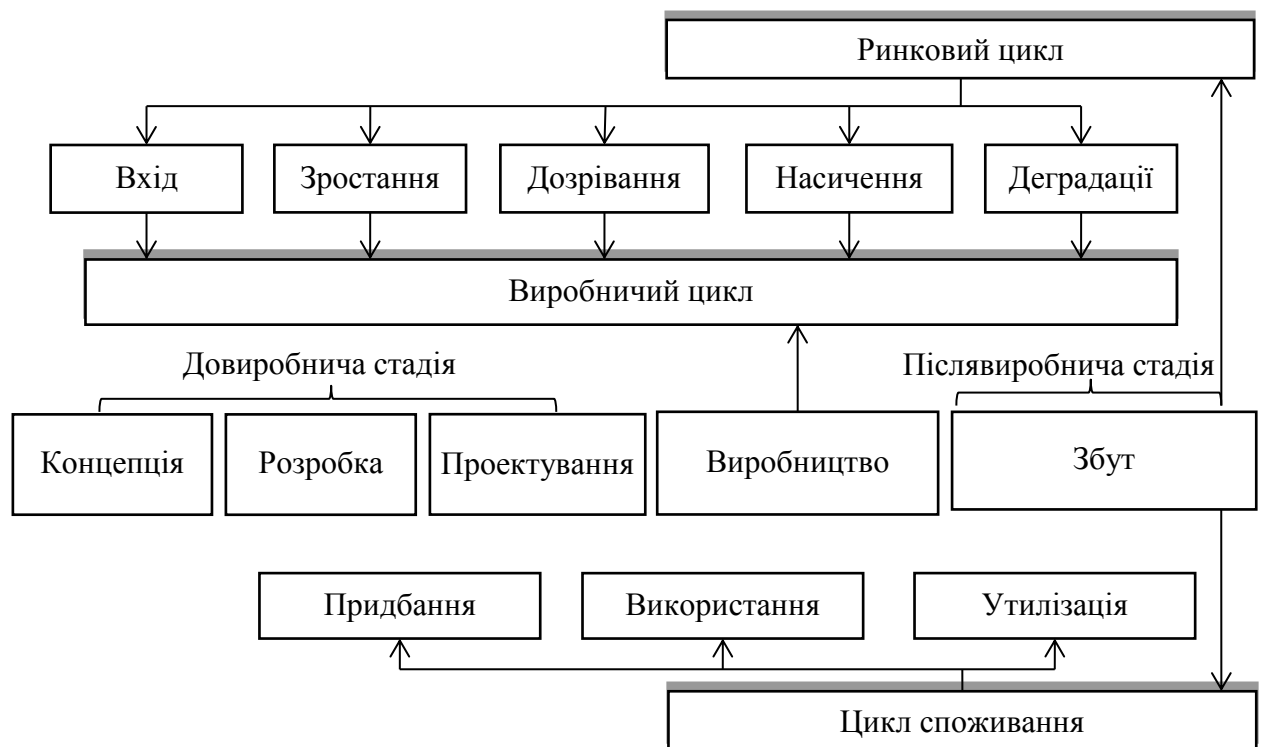 Ринковий цикл
Вхід
Зростання
Дозрівання
Насичення
Деградації
Виробничий цикл
Довиробнича стадія
Післявиробнича стадія
Концепція
Розробка
Проектування
Виробництво
Збут
Придбання
Використання
Утилізація
Цикл споживання